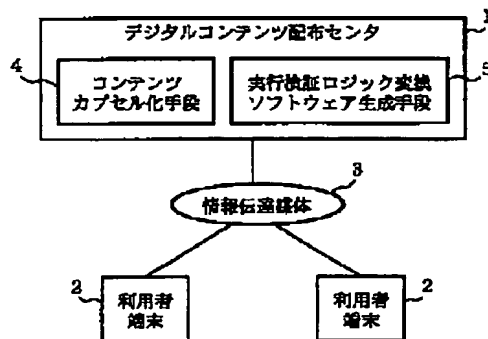 デジタルコンテンツ配布センタ
1
4
コンテンツ
カプセル化手段
実行検証ロジック変換
ソフトウェア生成手段
5
3
情報伝達媒体
2
利用者
端末
利用者
端末
2